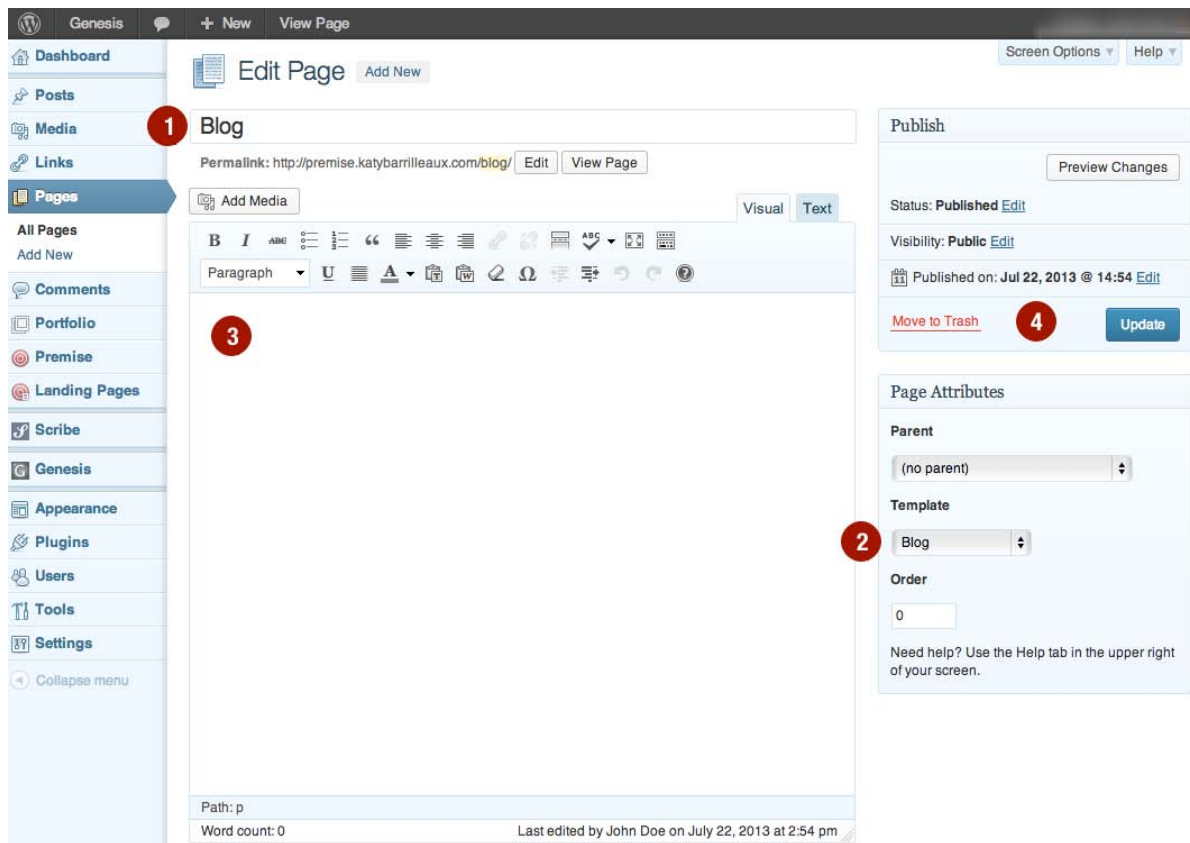 Genesis
+ New
View Page
Dashboard
Posts
Media
Links
Pages
All Pages
Add New
Comments
Portfolio
Premise
Landing Pages
Scribe
Genesis
Appearance
Plugins
Users
Tools
Settings
Collapse menu
Screen Options
Help
Edit Page Add New
1 Blog
Permalink: http://premise.katybarrilleaux.com/blog/ Edit View Page
Add Media
Visual Text
B I ABC ABC
Paragraph U A T W Ω
3
Path: p
Word count: 0 Last edited by John Doe on July 22, 2013 at 2:54 pm
Publish
Preview Changes
Status: Published Edit
Visibility: Public Edit
11 Published on: Jul 22, 2013 @ 14:54 Edit
Move to Trash 4 Update
Page Attributes
Parent
(no parent)
Template
2 Blog
Order
0
Need help? Use the Help tab in the upper right
of your screen.